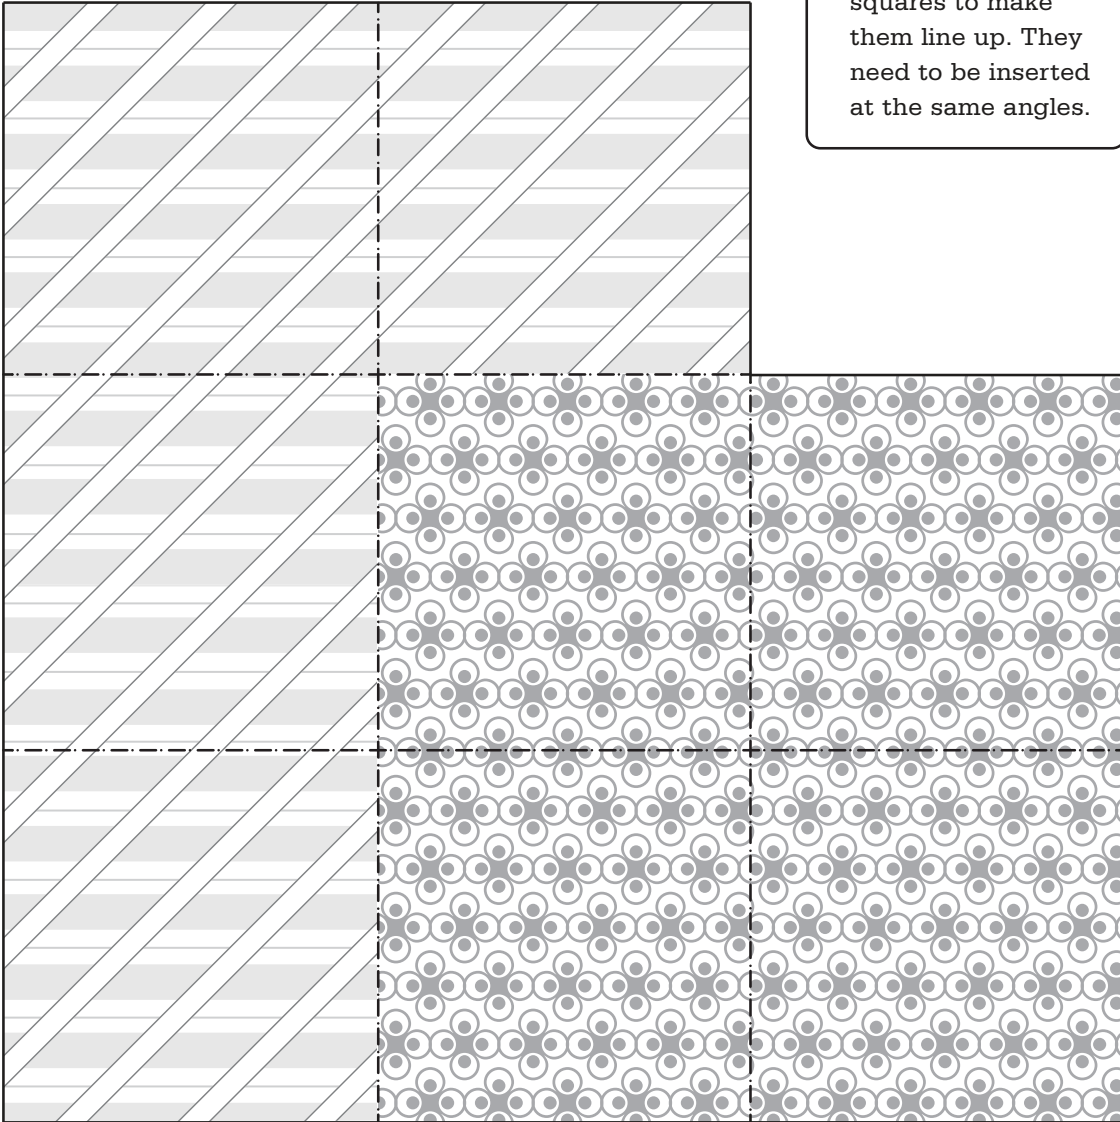 squares to make
them line up. They
need to be inserted
at the same angles.